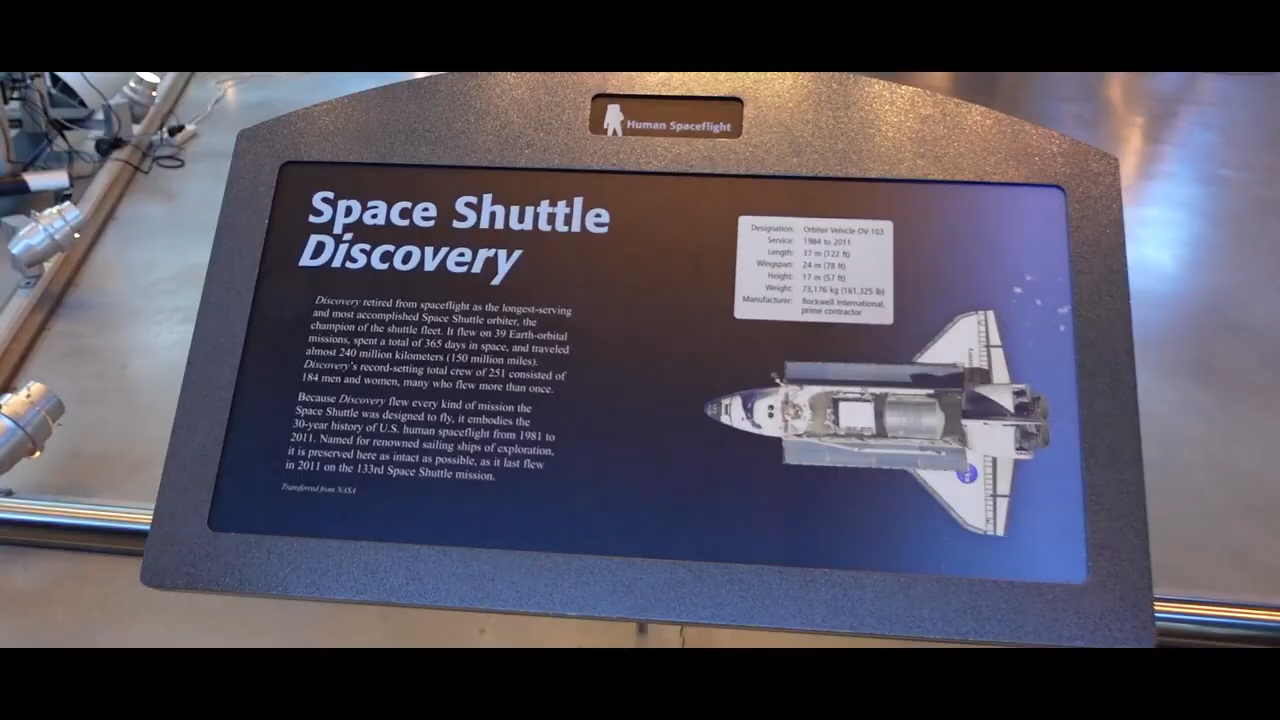 Human Spaceflight
Space Shuttle
Discovery
Discovery retired from spaceflight as the longest-serving
and most accomplished Space Shuttle orbiter, the
champion of the shuttle fleet. It flew on 39 Earth-orbital
missions, spent a total of 365 days in space, and traveled
almost 240 million kilometers (150 million miles).
Discovery's record-setting total crew of 251 consisted of
184 men and women, many who flew more than once.
Because Discovery flew every kind of mission the
Space Shuttle was designed to fly, it embodies the
30-year history of U.S. human spaceflight from 1981 to
2011. Named for renowned sailing ships of exploration,
it is preserved here as intact as possible, as it last flew
in 2011 on the 133rd Space Shuttle mission.
Transferred from NASA
Designation: Orbiter Vehicle OV-103
Service: 1984 to 2011
Length: 37 m (122 ft)
Wingspan: 24 m (78 ft)
Height: 17 m (57 ft)
Weight: 73,176 kg (161,325 lb)
Manufacturer: Rockwell International,
prime contractor